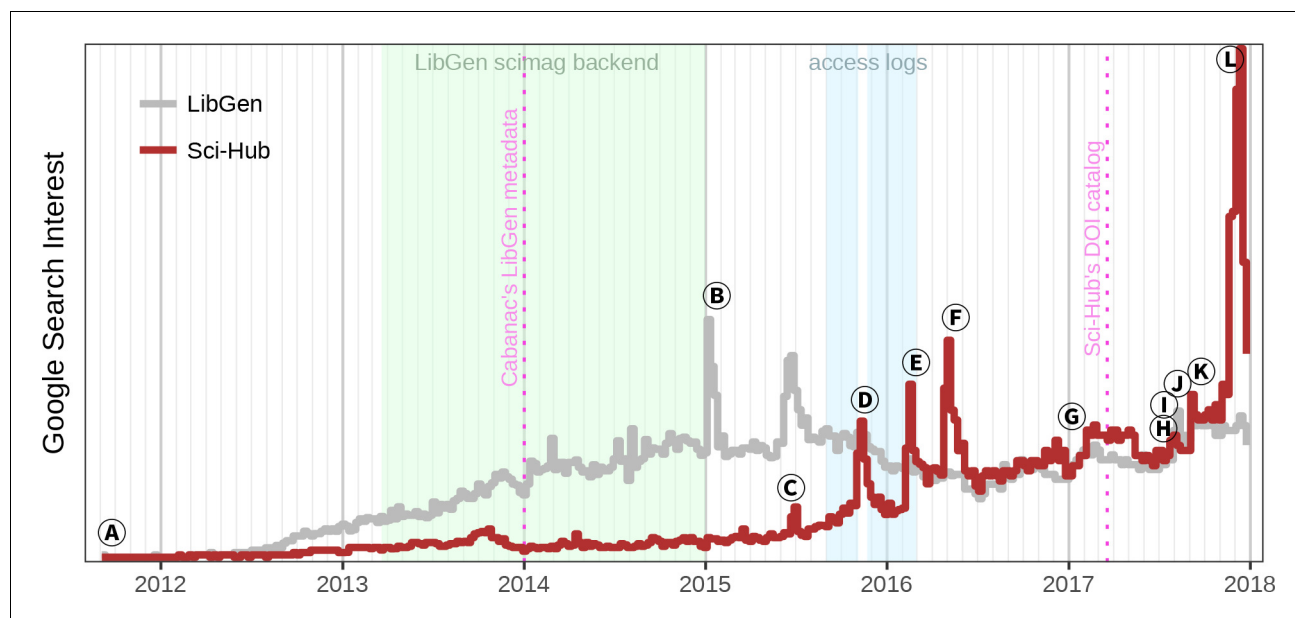 LibGen scimag backend
access logs
LibGen
Sci-Hub
Google Search Interest
Cabanac's LibGen metadata
Sci-Hub's DOI catalog
A
B
C
D
E
F
G
H
I
J
K
L
2012
2013
2014
2015
2016
2017
2018